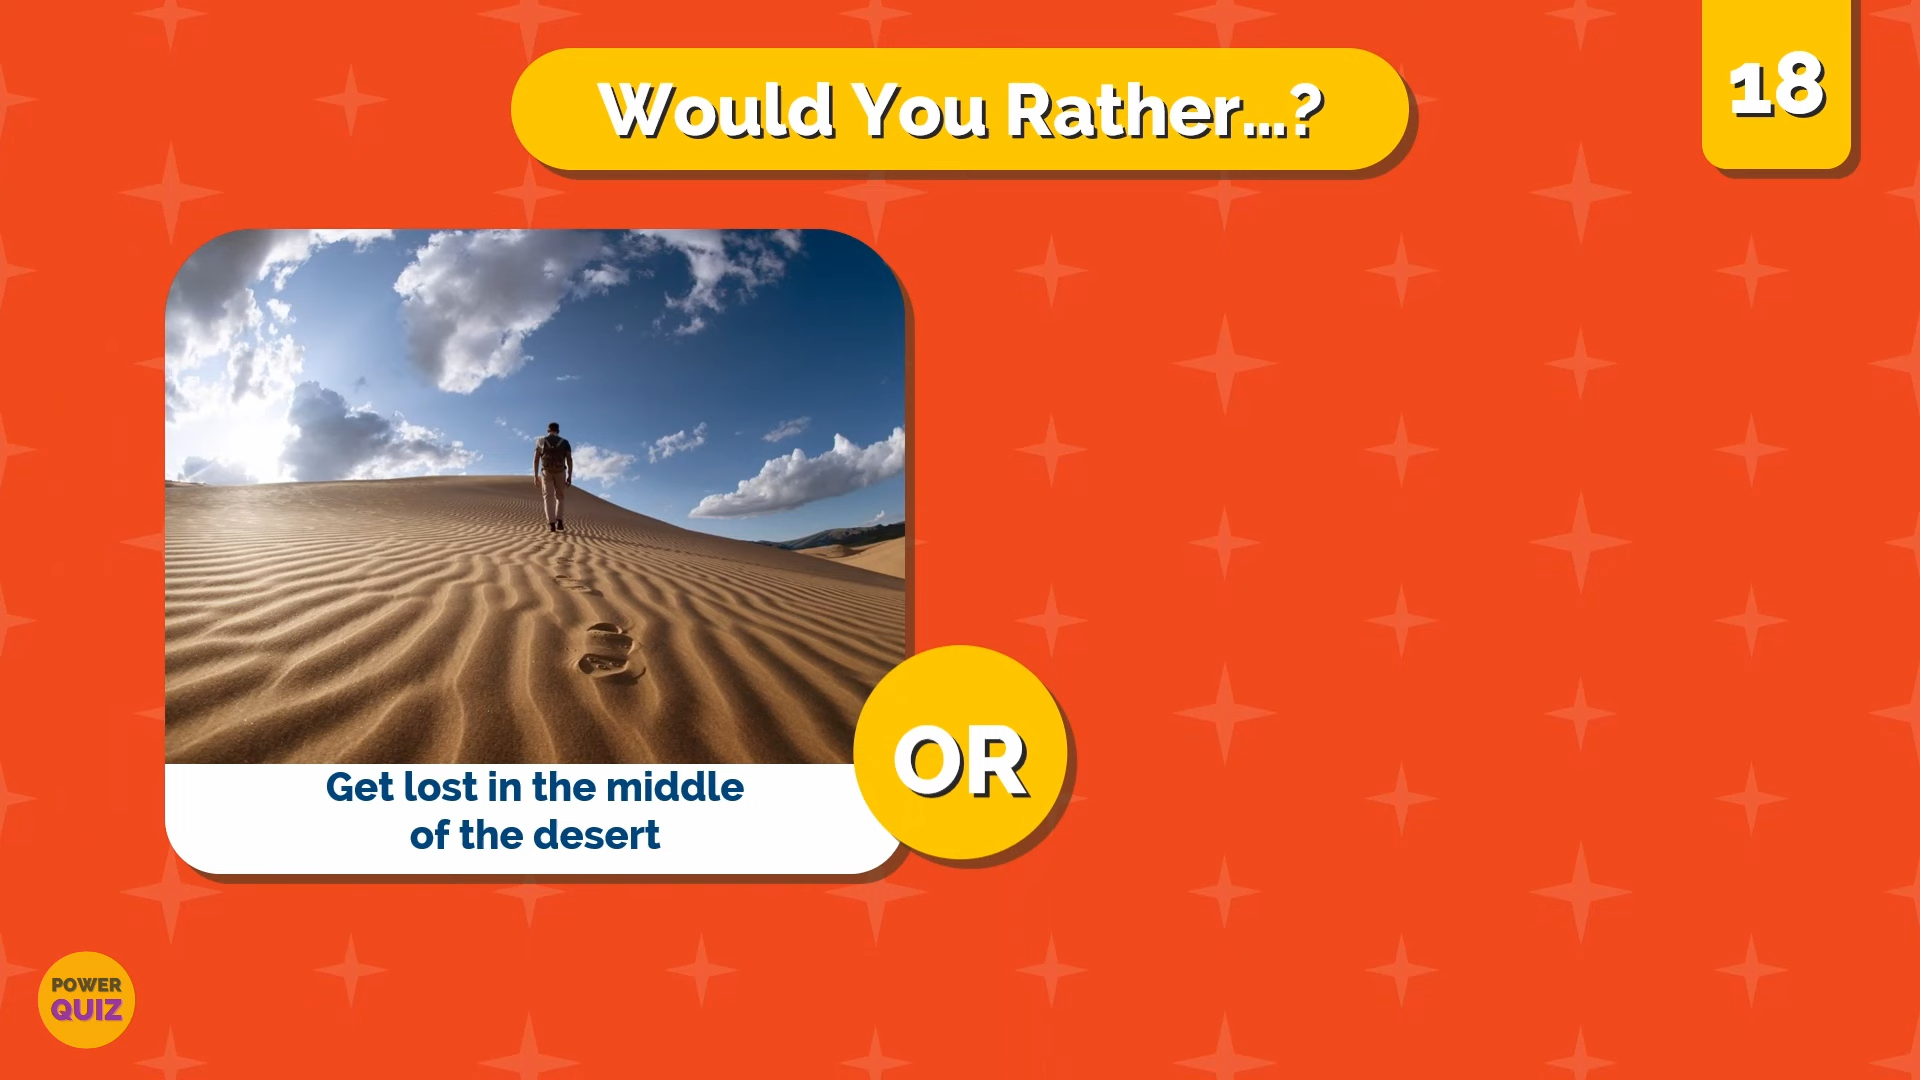 Would You Rather...?
18
Get lost in the middle
of the desert
OR
POWER
QUIZ